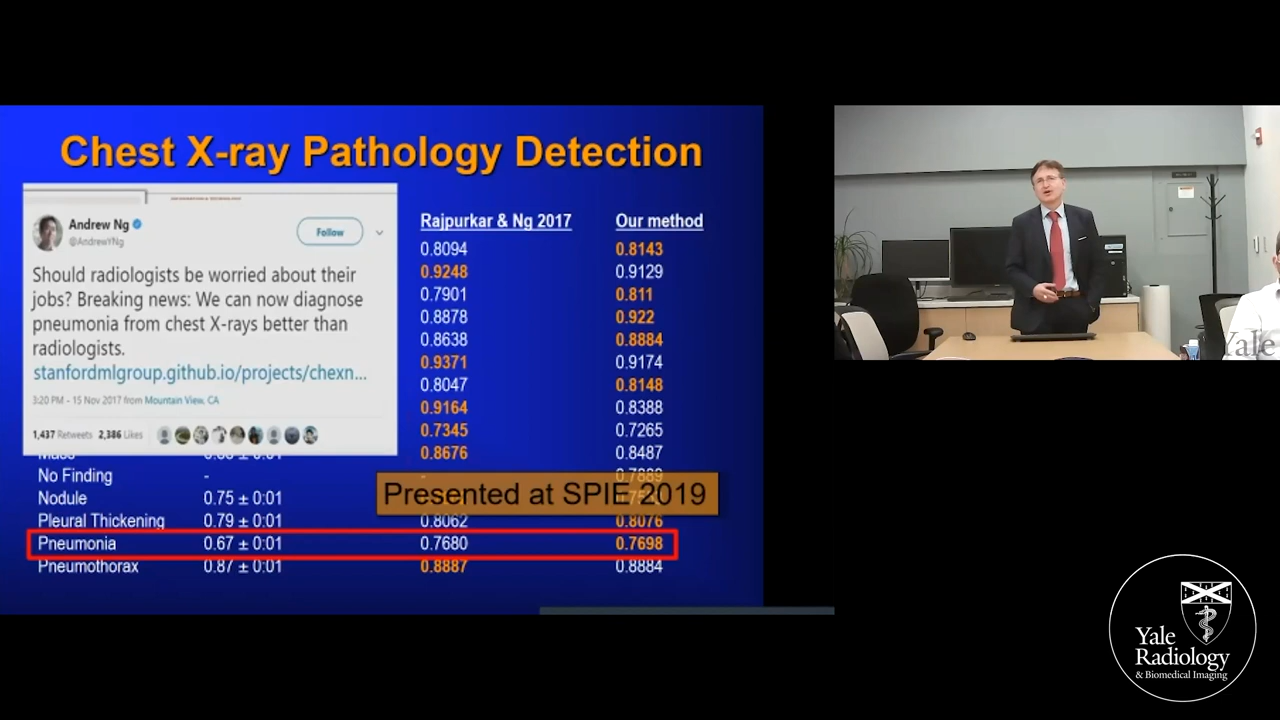 Chest X-ray Pathology Detection
Andrew Ng
@AndrewYNg
Follow
Should radiologists be worried about their
jobs? Breaking news: We can now diagnose
pneumonia from chest X-rays better than
radiologists.
stanfordmlgroup.github.io/projects/chexn...
3:20 PM - 15 Nov 2017 from Mountain View, CA
1,437 Retweets 2,386 Likes
Rajpurkar & Ng 2017 Our method
0.8094 0.8143
0.9248 0.9129
0.7901 0.811
0.8878 0.922
0.8638 0.8884
0.9371 0.9174
0.8047 0.8148
0.9164 0.8388
0.7345 0.7265
Mass 0.8676 0.8487
No Finding - - 0.7889
Nodule 0.75 ± 0:01
Presented at SPIE 2019
Pleural Thickening 0.79 ± 0:01 0.8062 0.8076
Pneumonia 0.67 ± 0:01 0.7680 0.7698
Pneumothorax 0.87 ± 0:01 0.8887 0.8884
Yale
Yale
Radiology
& Biomedical Imaging